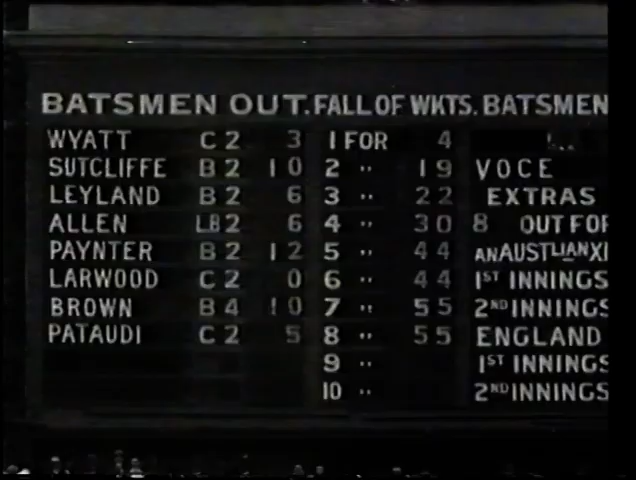 BATSMEN OUT. FALL OF WKTS. BATSMEN
WYATT C 2 3 1 FOR 4
SUTCLIFFE B 2 10 2 " 19 VOCE
LEYLAND B 2 6 3 " 22 EXTRAS
ALLEN LB 2 6 4 " 30 8 OUT FOR
PAYNTER B 2 12 5 " 44 AN AUSTLIAN XI
LARWOOD C 2 0 6 " 44 1ST INNINGS
BROWN B 4 10 7 " 55 2ND INNINGS
PATAUDI C 2 5 8 " 55 ENGLAND
9 " 1ST INNINGS
10 " 2ND INNINGS